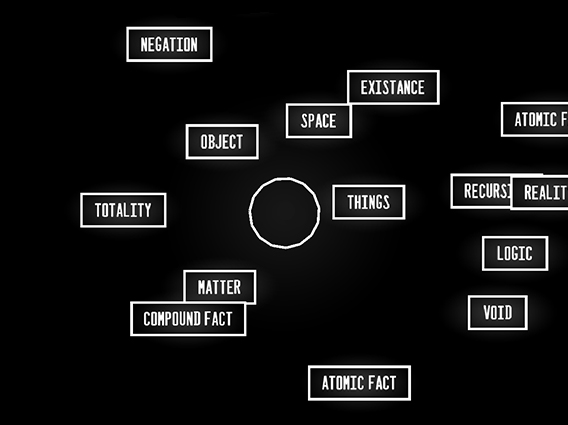 NEGATION
EXISTANCE
SPACE
ATOMIC F
OBJECT
RECURSI
REALIT
THINGS
TOTALITY
LOGIC
MATTER
VOID
COMPOUND FACT
ATOMIC FACT